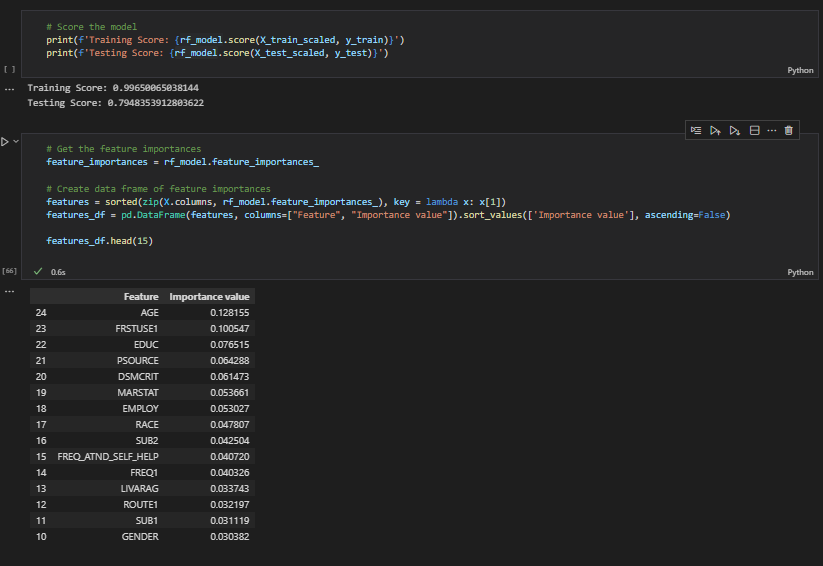 # Score the model
print(f'Training Score: {rf_model.score(X_train_scaled, y_train)}')
print(f'Testing Score: {rf_model.score(X_test_scaled, y_test)}')
[ ]
Python
... Training Score: 0.99650065038144
Testing Score: 0.7948353912803622
# Get the feature importances
feature_importances = rf_model.feature_importances_
# Create data frame of feature importances
features = sorted(zip(X.columns, rf_model.feature_importances_), key = lambda x: x[1])
features_df = pd.DataFrame(features, columns=["Feature", "Importance value"]).sort_values(['Importance value'], ascending=False)
features_df.head(15)
[66] ✓ 0.6s Python
...
Feature Importance value
24 AGE 0.128155
23 FRSTUSE1 0.100547
22 EDUC 0.076515
21 PSOURCE 0.064288
20 DSMCRIT 0.061473
19 MARSTAT 0.053661
18 EMPLOY 0.053027
17 RACE 0.047807
16 SUB2 0.042504
15 FREQ_ATND_SELF_HELP 0.040720
14 FREQ1 0.040326
13 LIVARAG 0.033743
12 ROUTE1 0.032197
11 SUB1 0.031119
10 GENDER 0.030382